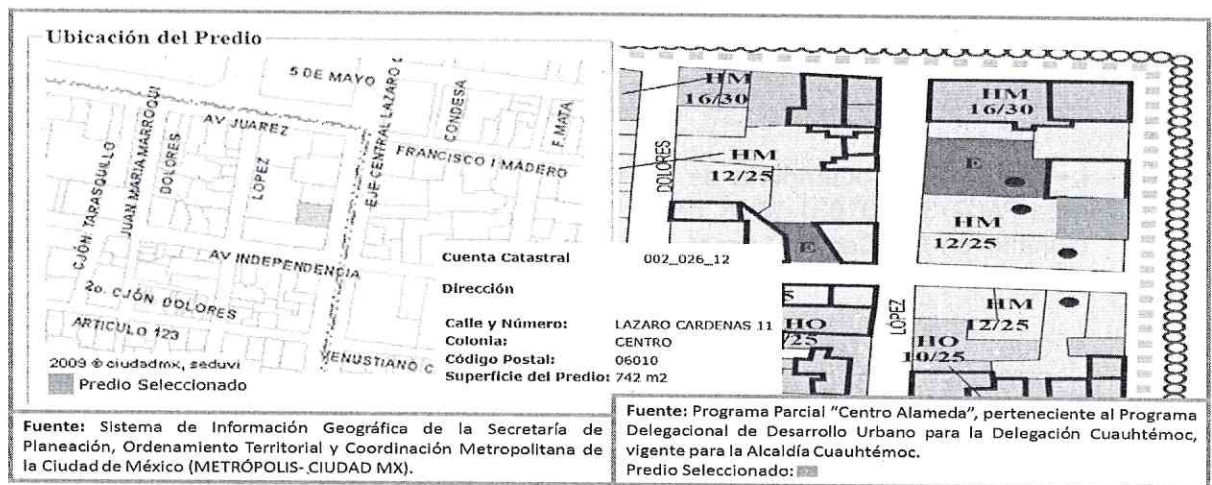 Ubicación del Predio
5 DE MAYO
AV JUAREZ
CJÓN TARASQUILLO
JUAN MARIA MARROQUI
DOLORES
LOPEZ
EJE CENTRAL LAZARO C
CONDESA
F.MATA
FRANCISCO I MADERO
AV INDEPENDENCIA
2o. CJÓN DOLORES
ARTICULO 123
VENUSTIANO C
2009 © ciudadmx, seduvi
Predio Seleccionado
Cuenta Catastral 002_026_12
Dirección
Calle y Número: LAZARO CARDENAS 11
Colonia: CENTRO
Código Postal: 06010
Superficie del Predio: 742 m2
HM
16/30
HM
16/30
DOLORES
HM
12/25
E
E
HM
12/25
HO
/25
LÓPEZ
HM
12/25
HO
10/25
Fuente: Sistema de Información Geográfica de la Secretaría de
Planeación, Ordenamiento Territorial y Coordinación Metropolitana de
la Ciudad de México (METRÓPOLIS- CIUDAD MX).
Fuente: Programa Parcial "Centro Alameda", perteneciente al Programa
Delegacional de Desarrollo Urbano para la Delegación Cuauhtémoc,
vigente para la Alcaldía Cuauhtémoc.
Predio Seleccionado: